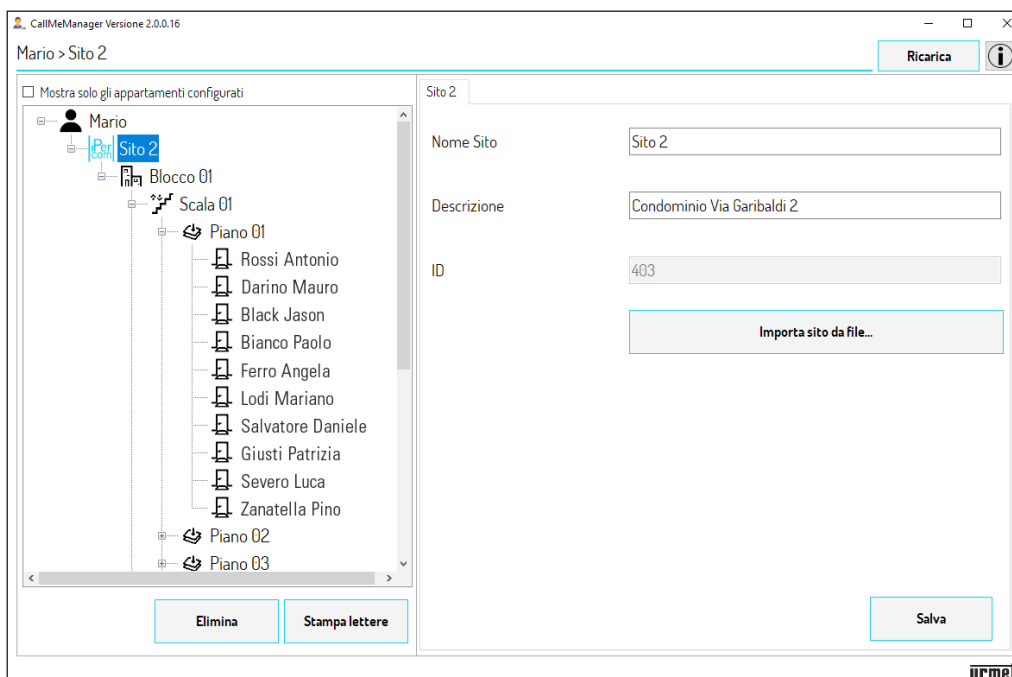 CallMeManager Versione 2.0.0.16
Mario > Sito 2
Ricarica
Mostra solo gli appartamenti configurati
Mario
iPercom Sito 2
Blocco 01
Scala 01
Piano 01
Rossi Antonio
Darino Mauro
Black Jason
Bianco Paolo
Ferro Angela
Lodi Mariano
Salvatore Daniele
Giusti Patrizia
Severo Luca
Zanatella Pino
Piano 02
Piano 03
Elimina
Stampa lettere
Sito 2
Nome Sito
Sito 2
Descrizione
Condominio Via Garibaldi 2
ID
403
Importa sito da file...
Salva